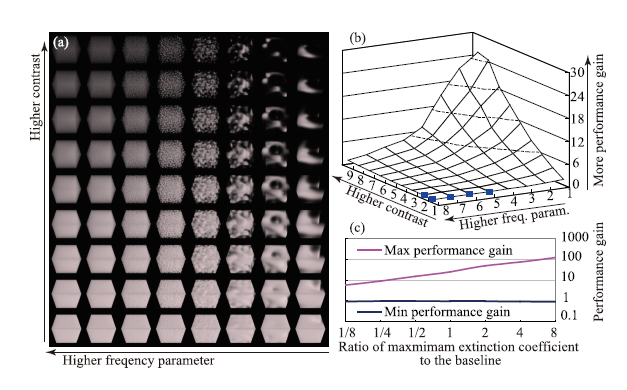 (a)
Higher contrast
Higher freqency parameter
(b)
30
24
18
12
6
0
More performance gain
9 8 7 6 5 4 3 2 1
Higher contrast
8 7 6 5 4 3 2 1
Higher freq. param.
(c)
Max performance gain
Min performance gain
1000
100
10
1
0.1
Performance gain
1/8 1/4 1/2 1 2 4 8
Ratio of maxmimam extinction coefficient
to the baseline